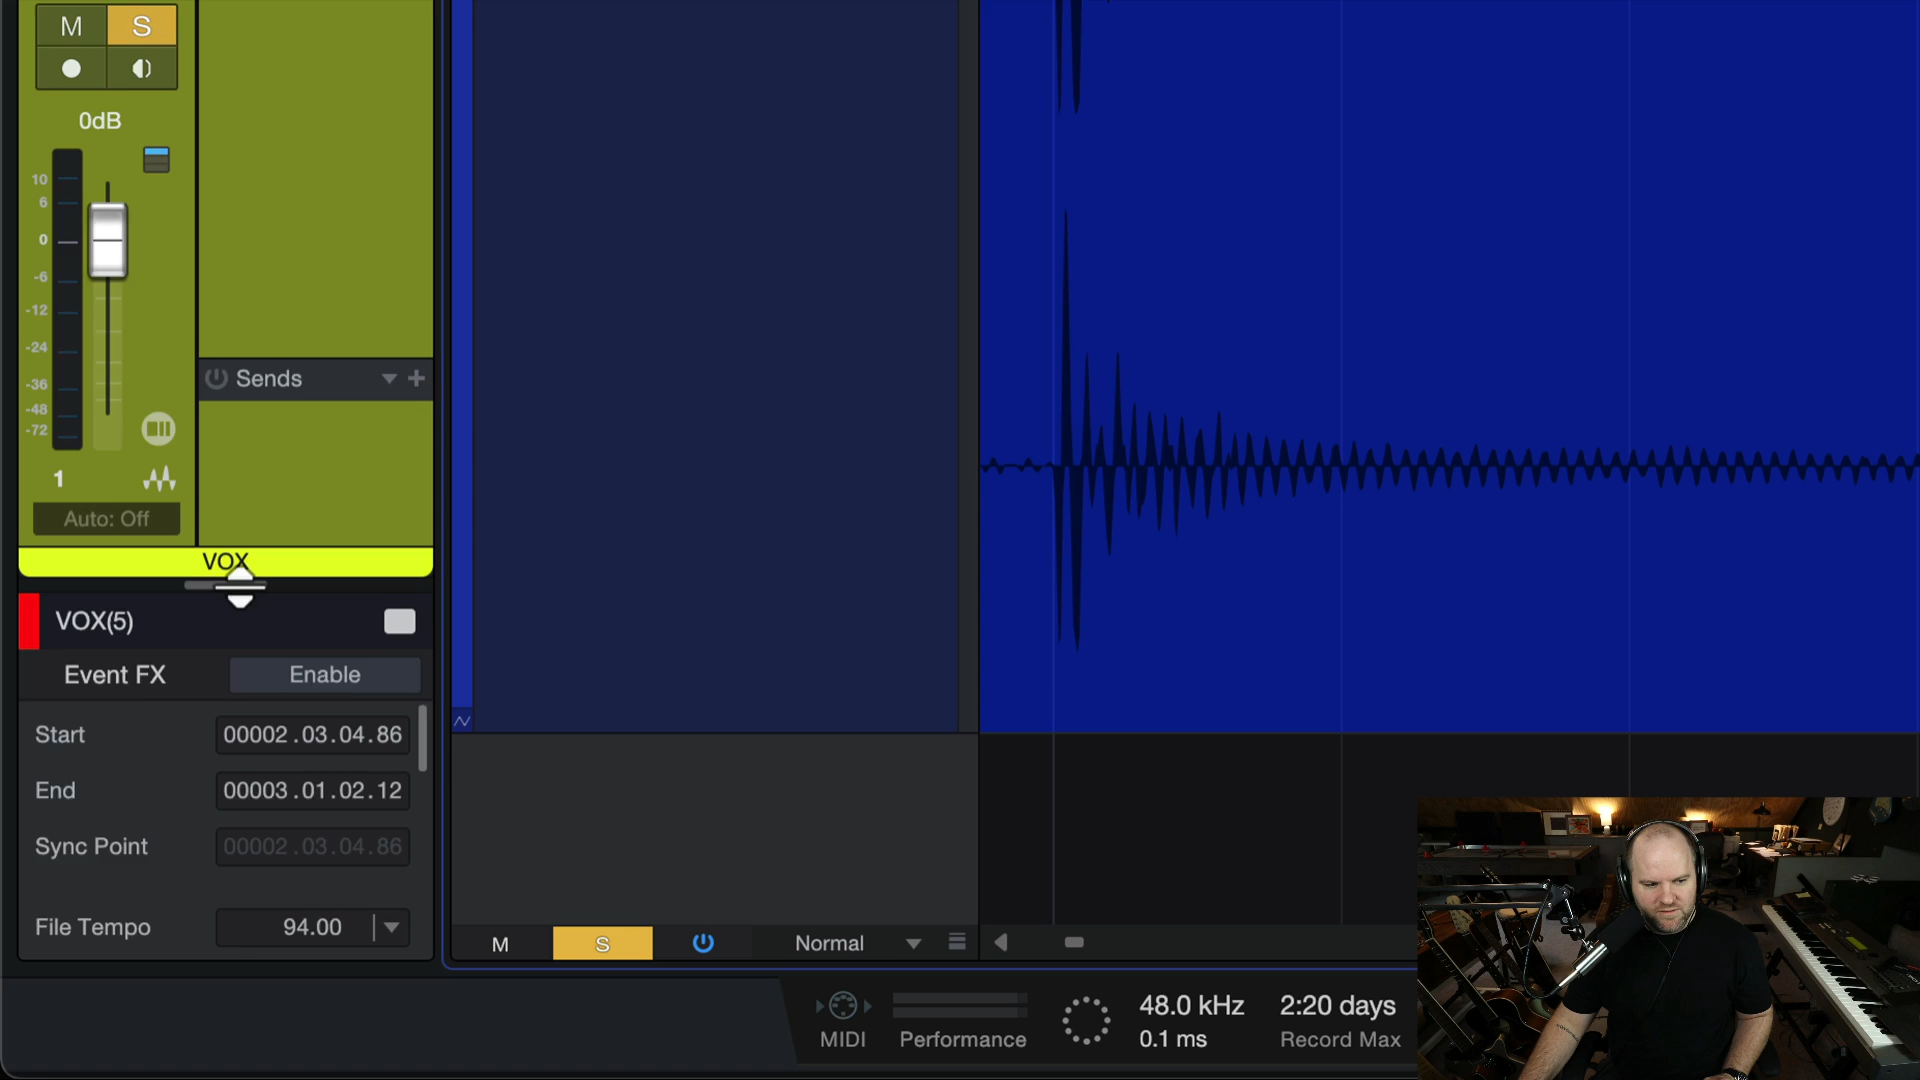 M S
0dB
10
6
0
-6
-12
-24
-36
-48
-72
1
Auto: Off
Sends
VOX
VOX(5)
Event FX Enable
Start 00002.03.04.86
End 00003.01.02.12
Sync Point 00002.03.04.86
File Tempo 94.00
M S Normal
MIDI Performance
48.0 kHz
0.1 ms
2:20 days
Record Max